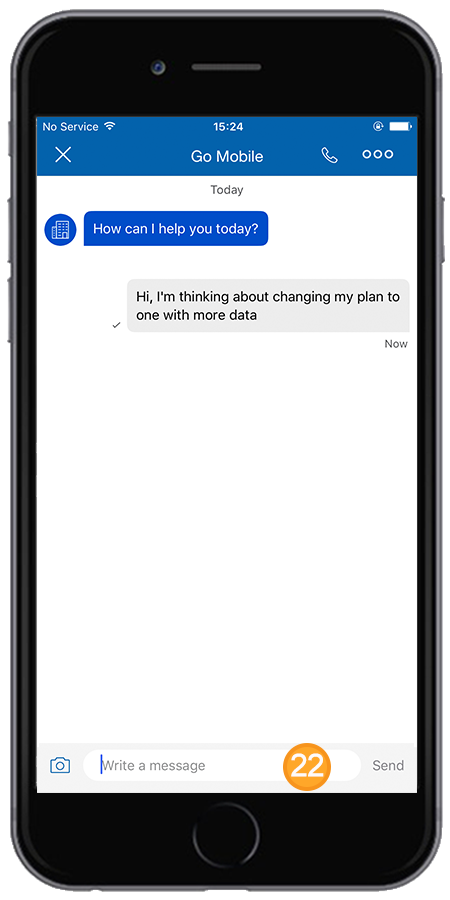 No Service 15:24
Go Mobile
Today
How can I help you today?
Hi, I'm thinking about changing my plan to
one with more data
Now
Write a message 22 Send